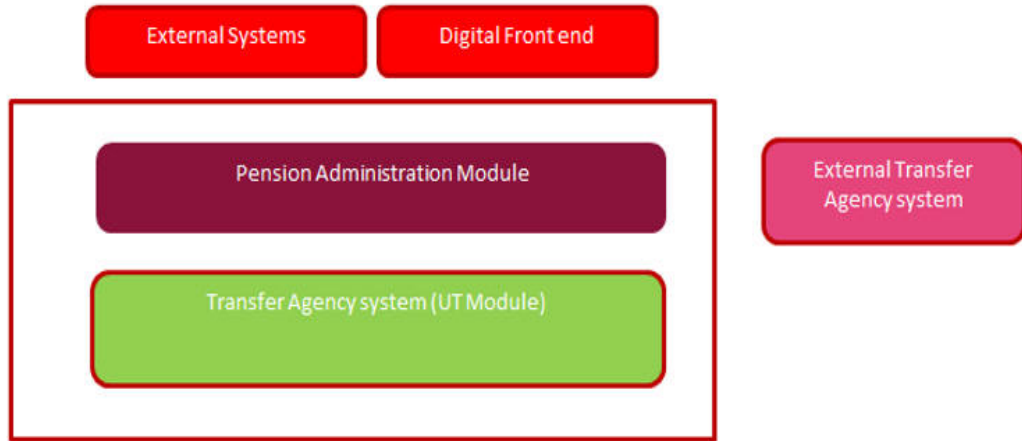 External Systems
Digital Front end
Pension Administration Module
External Transfer
Agency system
Transfer Agency system (UT Module)